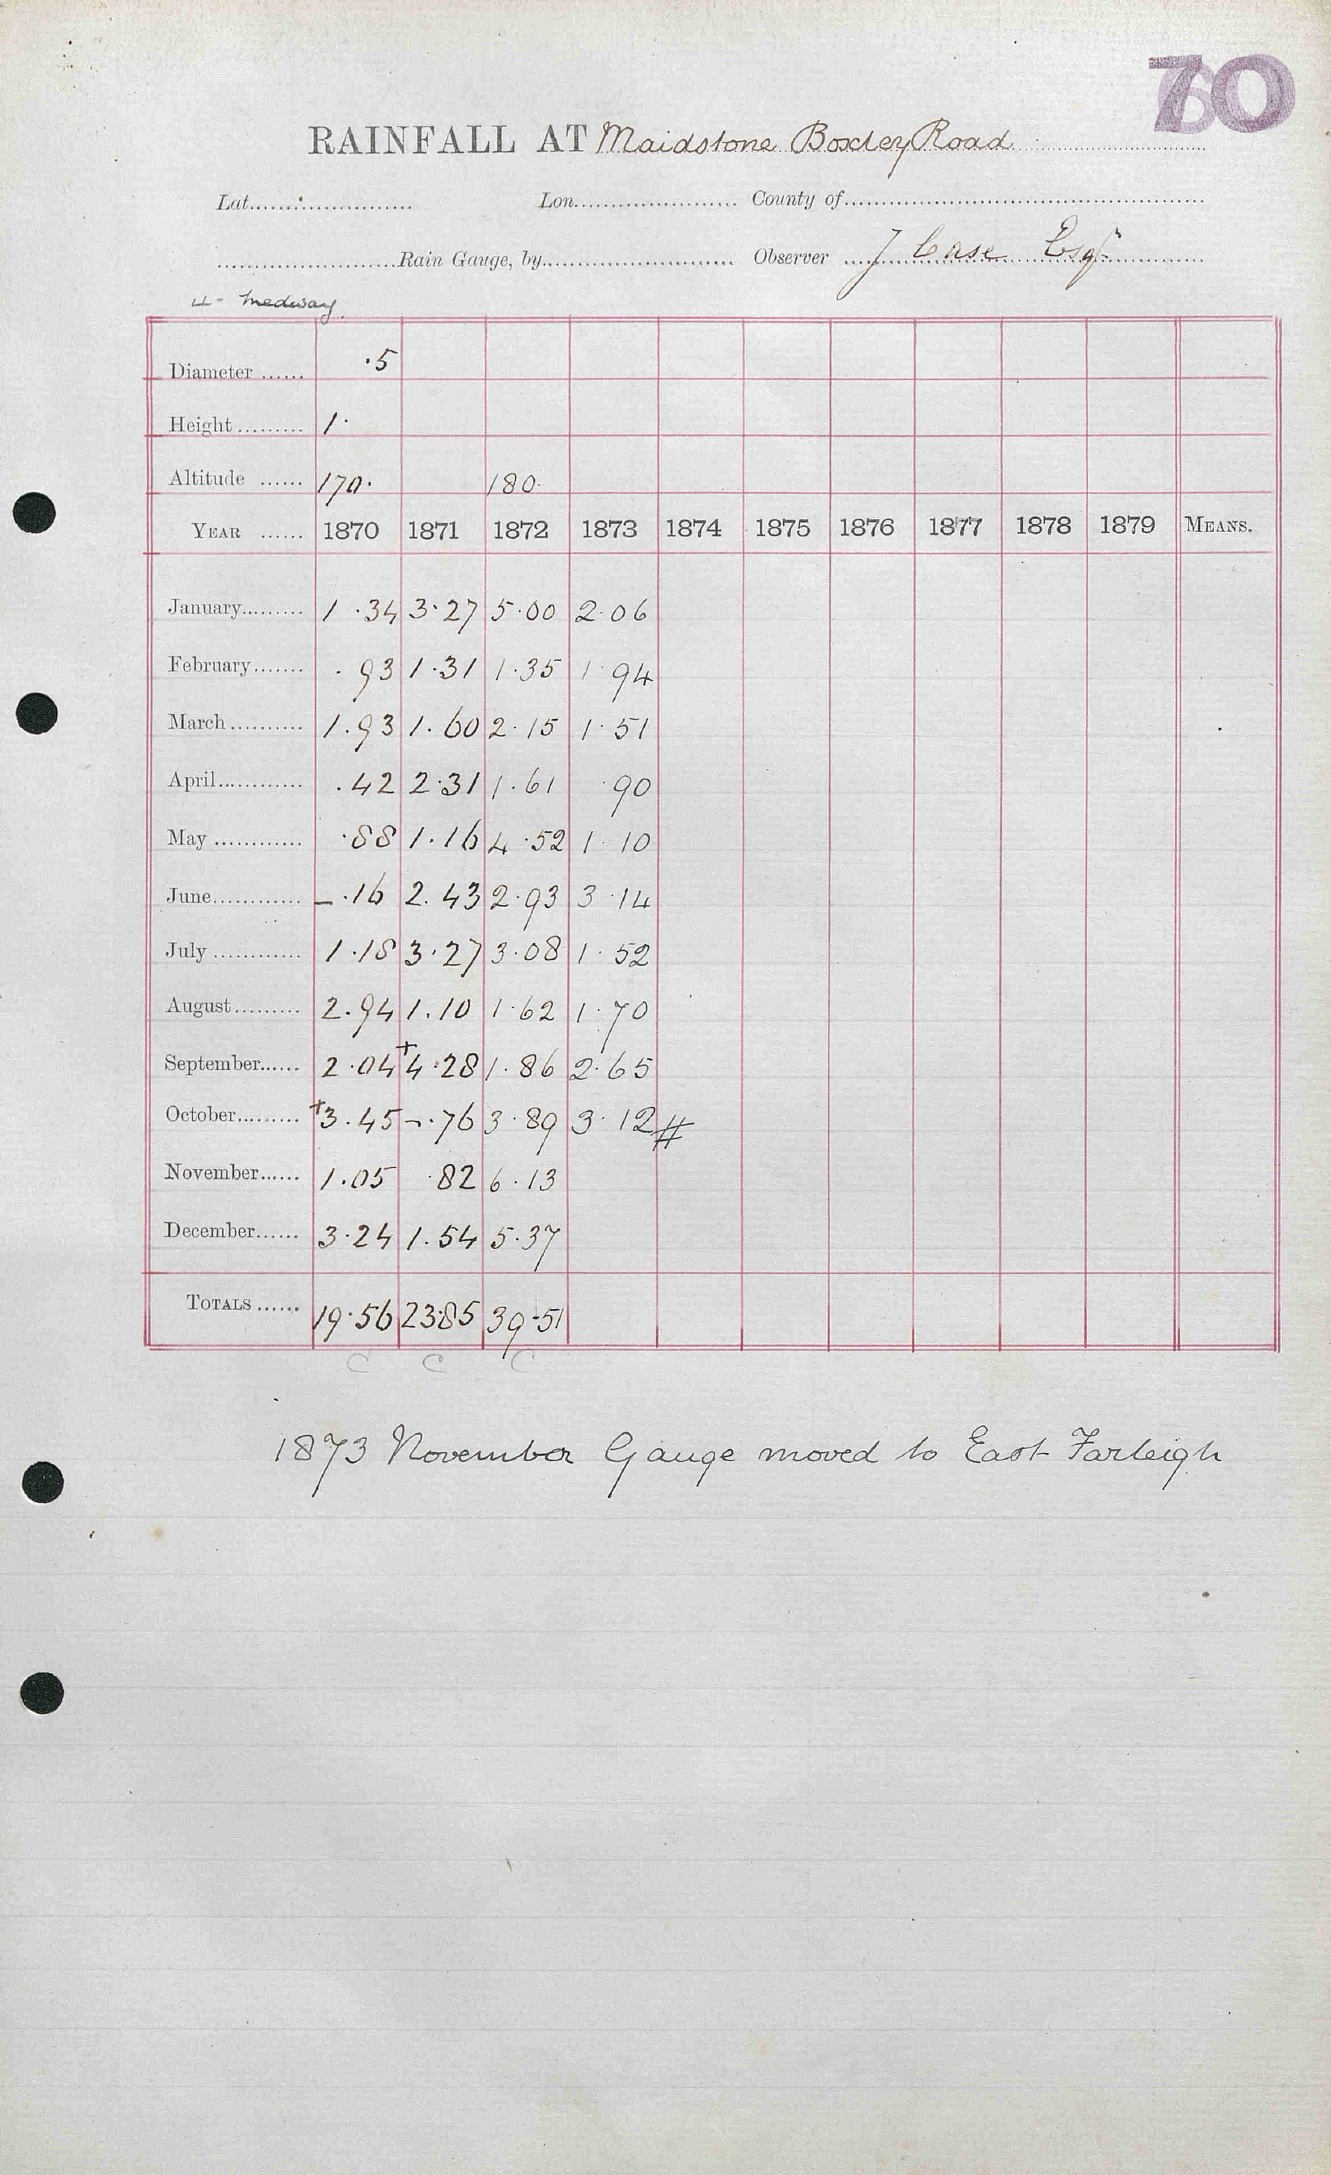 70
RAINFALL AT Maidstone Boxley Road
Lat. Lon. County of
Rain Gauge, by Observer J Case Esqr
Medway
Diameter ...... ·5
Height ......... 1·
Altitude ...... 170· 180·
YEAR ...... 1870 1871 1872 1873 1874 1875 1876 1877 1878 1879 MEANS.
January......... 1·34 3·27 5·00 2·06
February....... ·93 1·31 1·35 1·94
March .......... 1·93 1·60 2·15 1·51
April............ ·42 2·31 1·61 ·90
May ............ ·88 1·16 4·52 1·10
June............ –·16 2·43 2·93 3·14
July ............ 1·18 3·27 3·08 1·52
August......... 2·94 1·10 1·62 1·70
September...... 2·04 +4·28 1·86 2·65
October......... +3·45 –·76 3·89 3·12 #
November...... 1·05 ·82 6·13
December...... 3·24 1·54 5·37
TOTALS ...... 19·56 23·85 39·51
C C C
1873 November Gauge moved to East Farleigh